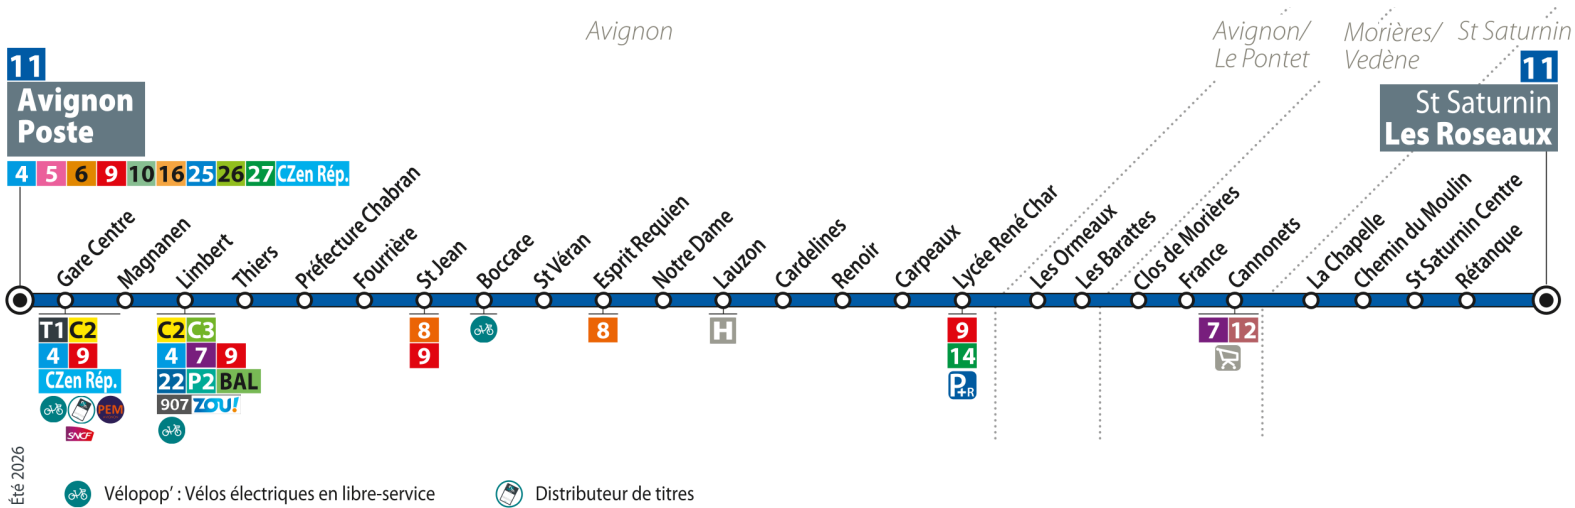 Avignon
Avignon/
Le Pontet
Morières/
Vedène
St Saturnin
11
Avignon
Poste
4 5 6 9 10 16 25 26 27 CZen Rép.
11
St Saturnin
Les Roseaux
Gare Centre
Magnanen
Limbert
Thiers
Préfecture Chabran
Fourrière
St Jean
Boccace
St Véran
Esprit Requien
Notre Dame
Lauzon
Cardelines
Renoir
Carpeaux
Lycée René Char
Les Ormeaux
Les Barattes
Clos de Morières
France
Cannonets
La Chapelle
Chemin du Moulin
St Saturnin Centre
Rétanque
T1 C2
4 9
CZen Rép.
PEM
SNCF
C2 C3
4 7 9
22 P2 BAL
907 ZOU!
8
9
8
H
9
14
P+R
7 12
Été 2026
Vélopop’ : Vélos électriques en libre-service
Distributeur de titres